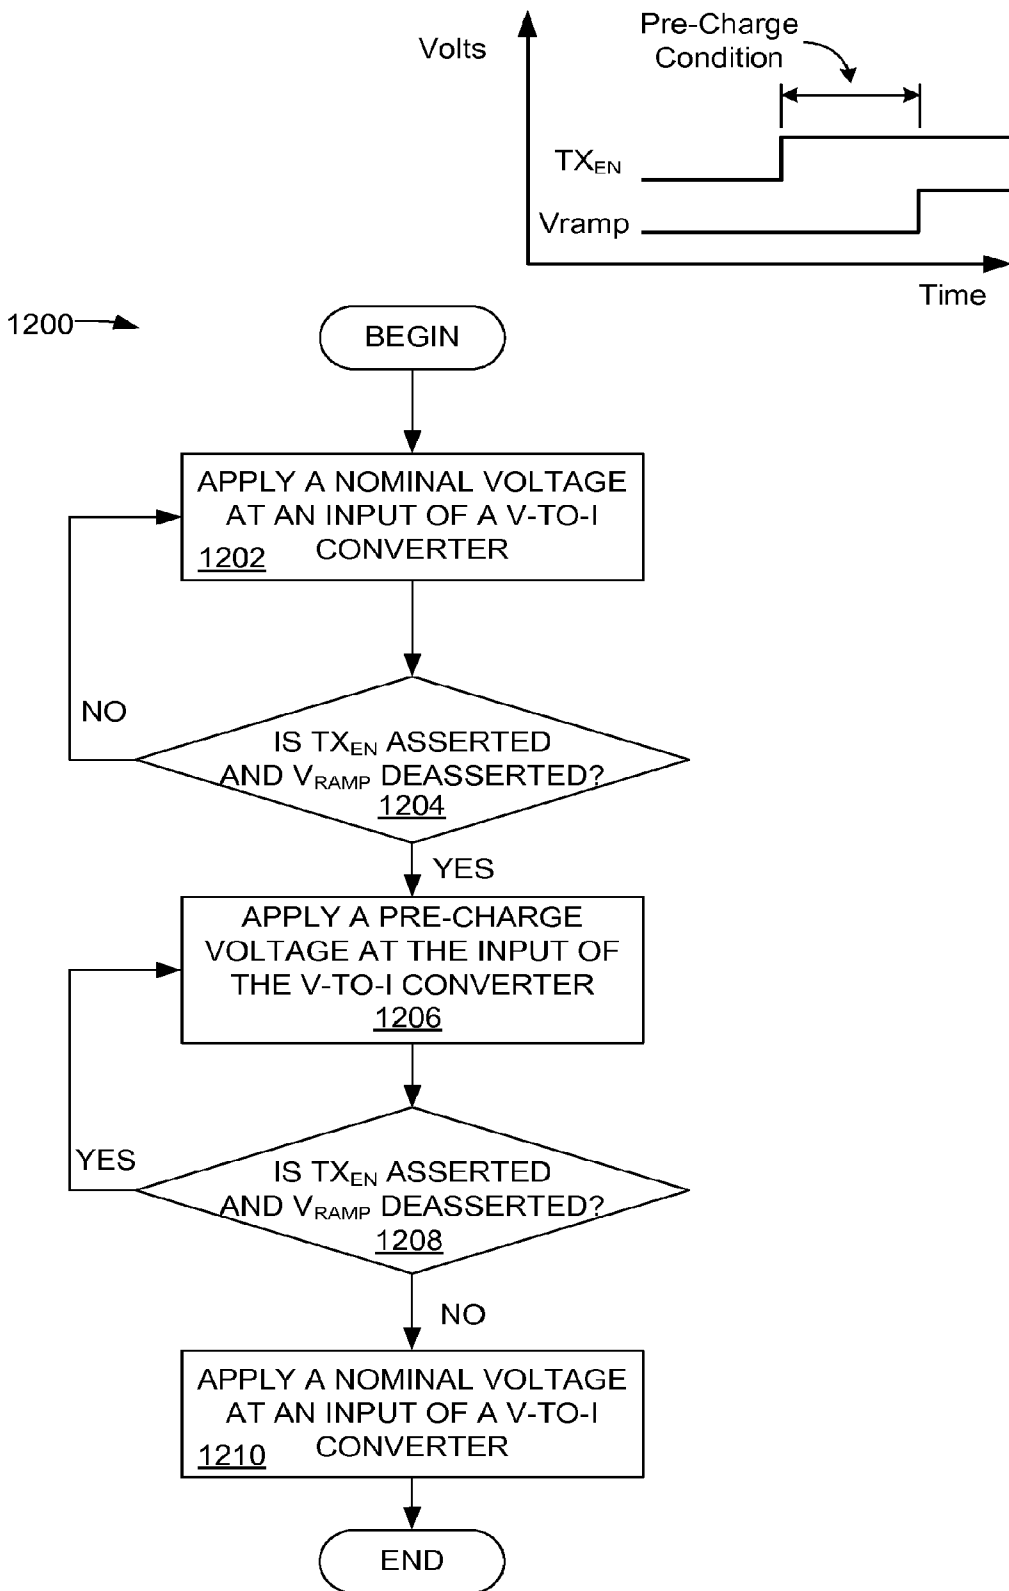 Pre-Charge
Condition
Volts
TXEN
Vramp
Time
1200
BEGIN
APPLY A NOMINAL VOLTAGE
AT AN INPUT OF A V-TO-I
CONVERTER
1202
NO
IS TXEN ASSERTED
AND VRAMP DEASSERTED?
1204
YES
APPLY A PRE-CHARGE
VOLTAGE AT THE INPUT OF
THE V-TO-I CONVERTER
1206
YES
IS TXEN ASSERTED
AND VRAMP DEASSERTED?
1208
NO
APPLY A NOMINAL VOLTAGE
AT AN INPUT OF A V-TO-I
CONVERTER
1210
END